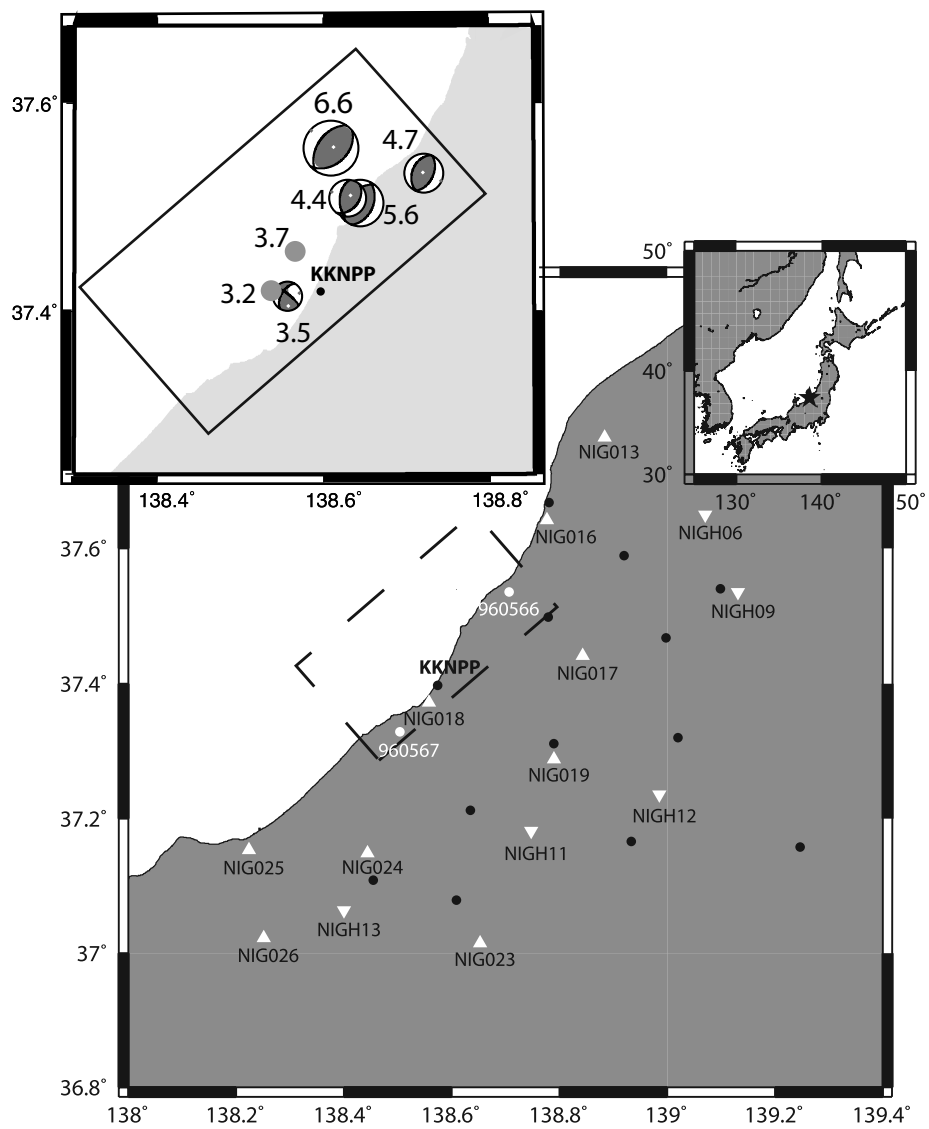 6.6
37.6°
4.7
4.4
5.6
3.7
KKNPP
3.2
37.4°
3.5
138.4°
138.6°
138.8°
50°
40°
30°
130°
140°
50°
NIG013
NIG016
NIGH06
37.6°
960566
NIGH09
KKNPP
NIG017
37.4°
NIG018
960567
NIG019
37.2°
NIGH12
NIGH11
NIG025
NIG024
NIGH13
NIG026
NIG023
37°
36.8°
138°
138.2°
138.4°
138.6°
138.8°
139°
139.2°
139.4°